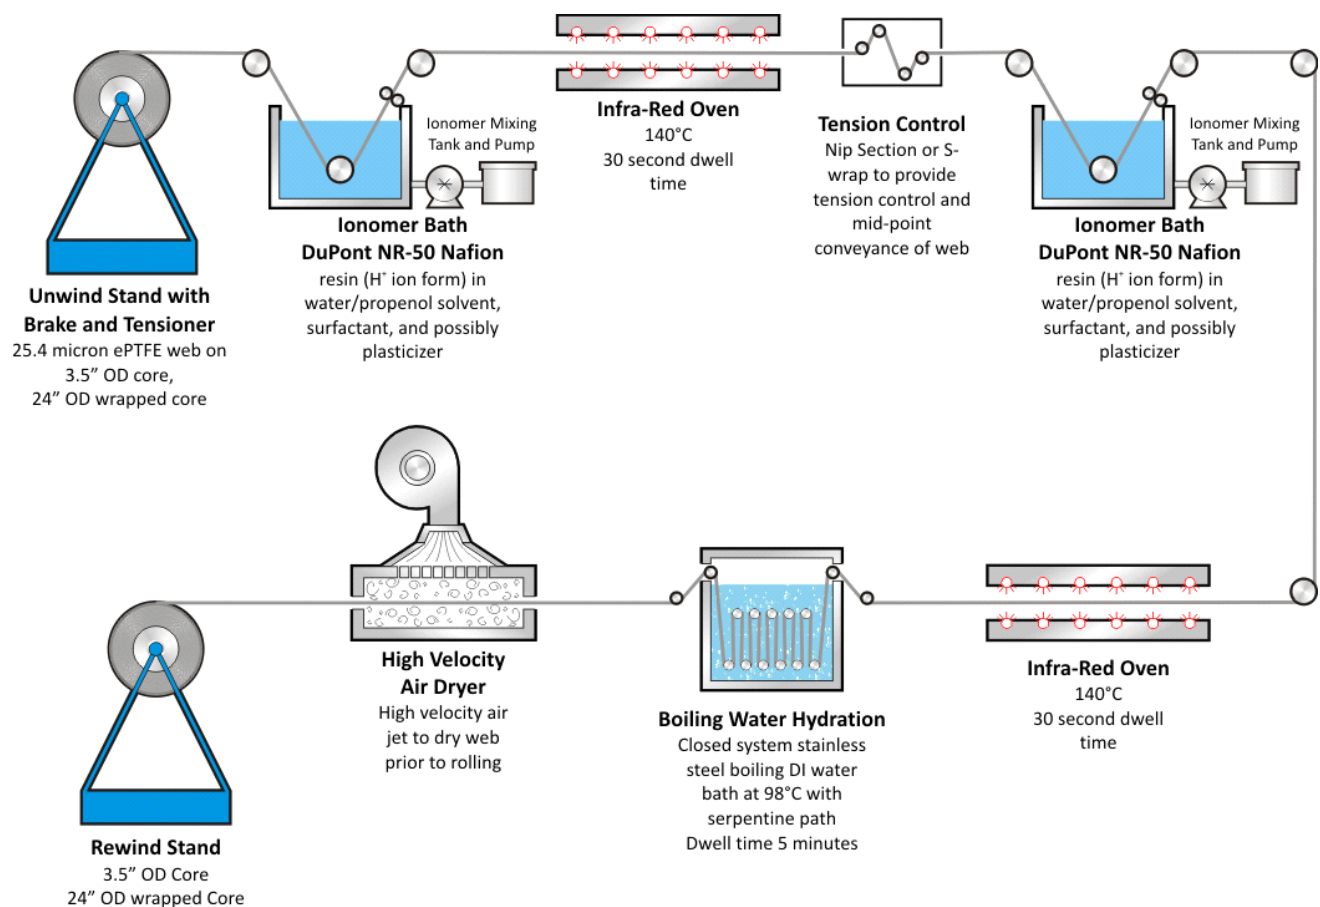 Ionomer Mixing
Tank and Pump
Infra-Red Oven
140°C
30 second dwell
time
Tension Control
Nip Section or S-
wrap to provide
tension control and
mid-point
conveyance of web
Ionomer Mixing
Tank and Pump
Ionomer Bath
DuPont NR-50 Nafion
resin (H⁺ ion form) in
water/propenol solvent,
surfactant, and possibly
plasticizer
Ionomer Bath
DuPont NR-50 Nafion
resin (H⁺ ion form) in
water/propenol solvent,
surfactant, and possibly
plasticizer
Unwind Stand with
Brake and Tensioner
25.4 micron ePTFE web on
3.5” OD core,
24” OD wrapped core
High Velocity
Air Dryer
High velocity air
jet to dry web
prior to rolling
Boiling Water Hydration
Closed system stainless
steel boiling DI water
bath at 98°C with
serpentine path
Dwell time 5 minutes
Infra-Red Oven
140°C
30 second dwell
time
Rewind Stand
3.5” OD Core
24” OD wrapped Core